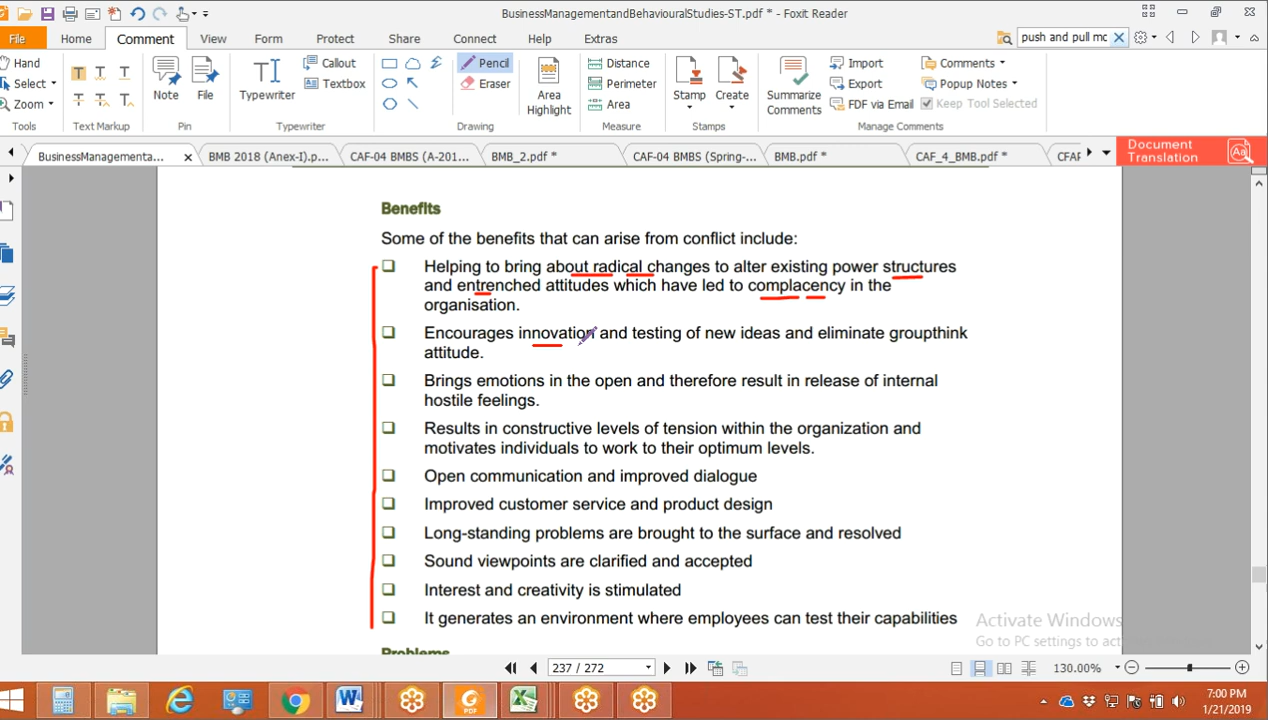 BusinessManagementandBehaviouralStudies-ST.pdf * - Foxit Reader
File Home Comment View Form Protect Share Connect Help Extras
push and pull mc
Hand
Select
Zoom
Tools
Text Markup
Note
File
Pin
Typewriter
Callout
Textbox
Typewriter
Pencil
Eraser
Area
Highlight
Drawing
Distance
Perimeter
Area
Measure
Stamp
Create
Stamps
Summarize
Comments
Import
Export
FDF via Email
Comments
Popup Notes
Keep Tool Selected
Manage Comments
BusinessManagementa...
BMB 2018 (Anex-I).p...
CAF-04 BMBS (A-201...
BMB_2.pdf *
CAF-04 BMBS (Spring-...
BMB.pdf *
CAF_4_BMB.pdf *
CFAF
Document
Translation
Benefits
Some of the benefits that can arise from conflict include:
Helping to bring about radical changes to alter existing power structures
and entrenched attitudes which have led to complacency in the
organisation.
Encourages innovation and testing of new ideas and eliminate groupthink
attitude.
Brings emotions in the open and therefore result in release of internal
hostile feelings.
Results in constructive levels of tension within the organization and
motivates individuals to work to their optimum levels.
Open communication and improved dialogue
Improved customer service and product design
Long-standing problems are brought to the surface and resolved
Sound viewpoints are clarified and accepted
Interest and creativity is stimulated
It generates an environment where employees can test their capabilities
Problems
Activate Windows
Go to PC settings to
237 / 272
130.00%
7:00 PM
1/21/2019